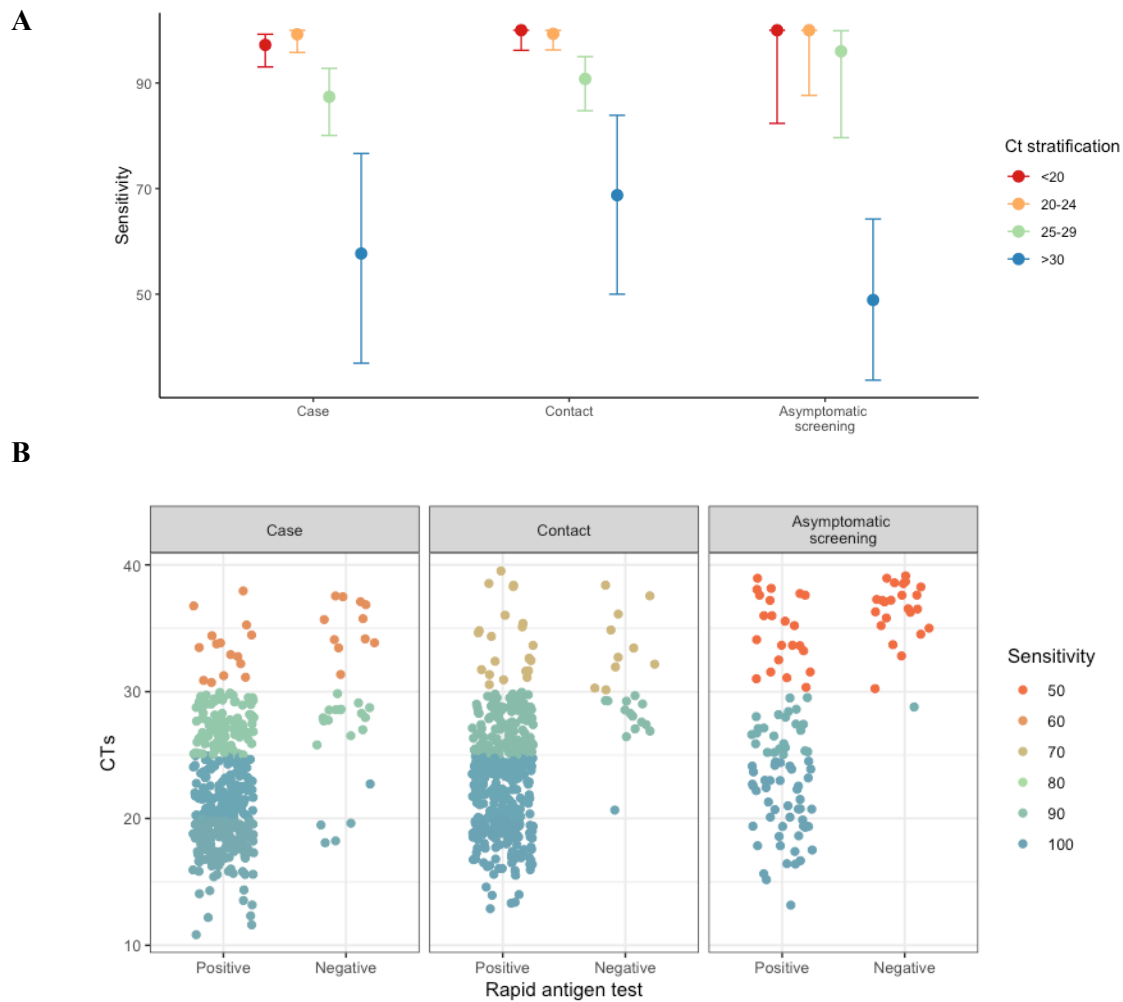 A
90
70
50
Sensitivity
Case
Contact
Asymptomatic
screening
Ct stratification
<20
20-24
25-29
>30
B
Case
Contact
Asymptomatic
screening
40
30
20
10
CTs
Positive
Negative
Positive
Negative
Positive
Negative
Rapid antigen test
Sensitivity
50
60
70
80
90
100